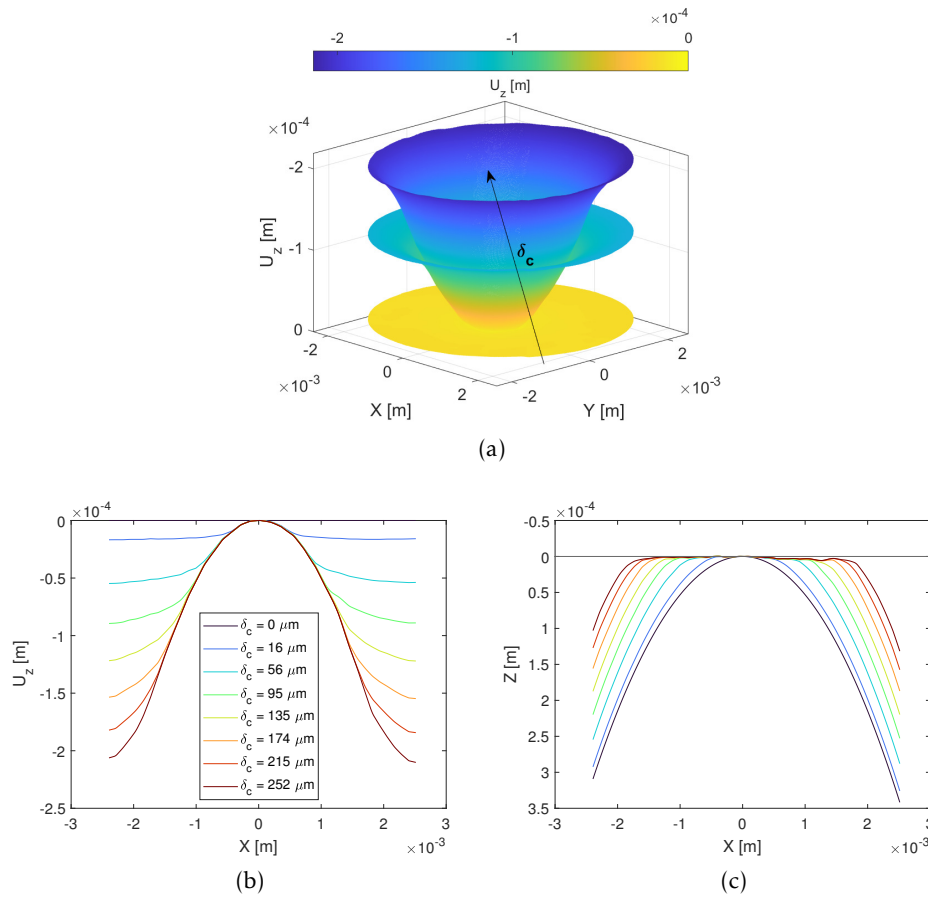 ×10⁻⁴
-2 -1 0
U_z [m]
×10⁻⁴
-2
-1
0
U_z [m]
δ_c
-2 0 2
×10⁻³
X [m]
-2 0 2
×10⁻³
Y [m]
(a)
×10⁻⁴
0
-0.5
-1
-1.5
-2
-2.5
U_z [m]
δ_c = 0 μm
δ_c = 16 μm
δ_c = 56 μm
δ_c = 95 μm
δ_c = 135 μm
δ_c = 174 μm
δ_c = 215 μm
δ_c = 252 μm
-3 -2 -1 0 1 2 3
X [m]
×10⁻³
(b)
×10⁻⁴
-0.5
0
0.5
1
1.5
2
2.5
3
3.5
Z [m]
-3 -2 -1 0 1 2 3
X [m]
×10⁻³
(c)